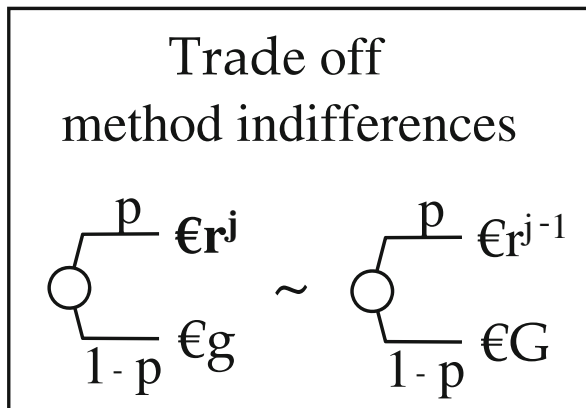 Trade off
method indifferences
p €r^j ~ p €r^{j-1}
1-p €g 1-p €G